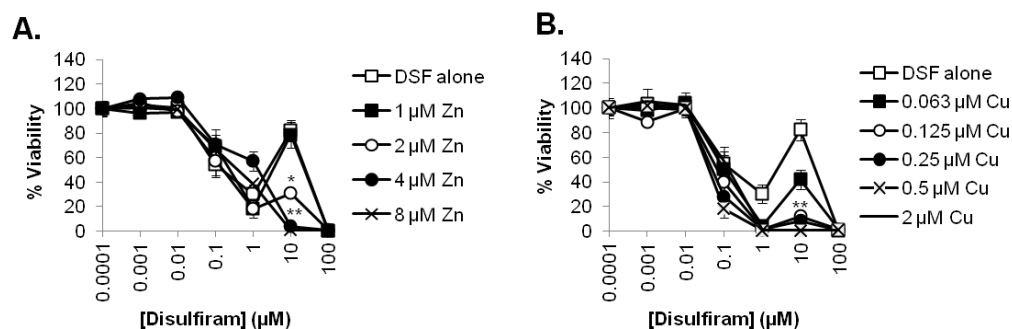 A.
140
120
100
80
60
40
20
0
% Viability
0.0001
0.001
0.01
0.1
1
10
100
[Disulfiram] (µM)
*
**
DSF alone
1 µM Zn
2 µM Zn
4 µM Zn
8 µM Zn
B.
140
120
100
80
60
40
20
0
% Viability
0.0001
0.001
0.01
0.1
1
10
100
[Disulfiram] (µM)
**
DSF alone
0.063 µM Cu
0.125 µM Cu
0.25 µM Cu
0.5 µM Cu
2 µM Cu